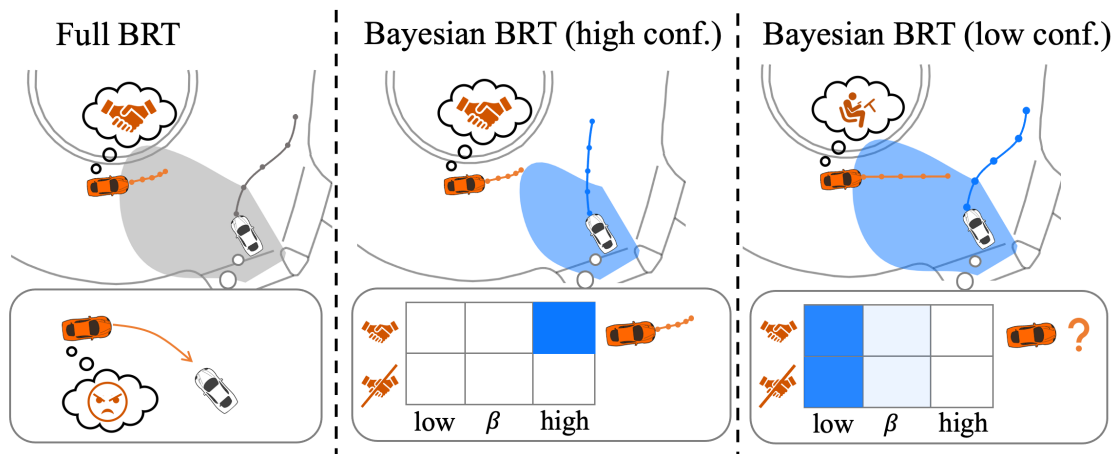 Full BRT
Bayesian BRT (high conf.)
Bayesian BRT (low conf.)
low β high
?
low β high